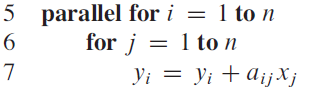 5 parallel for i = 1 to n
6 for j = 1 to n
7 yᵢ = yᵢ + aᵢⱼxⱼ